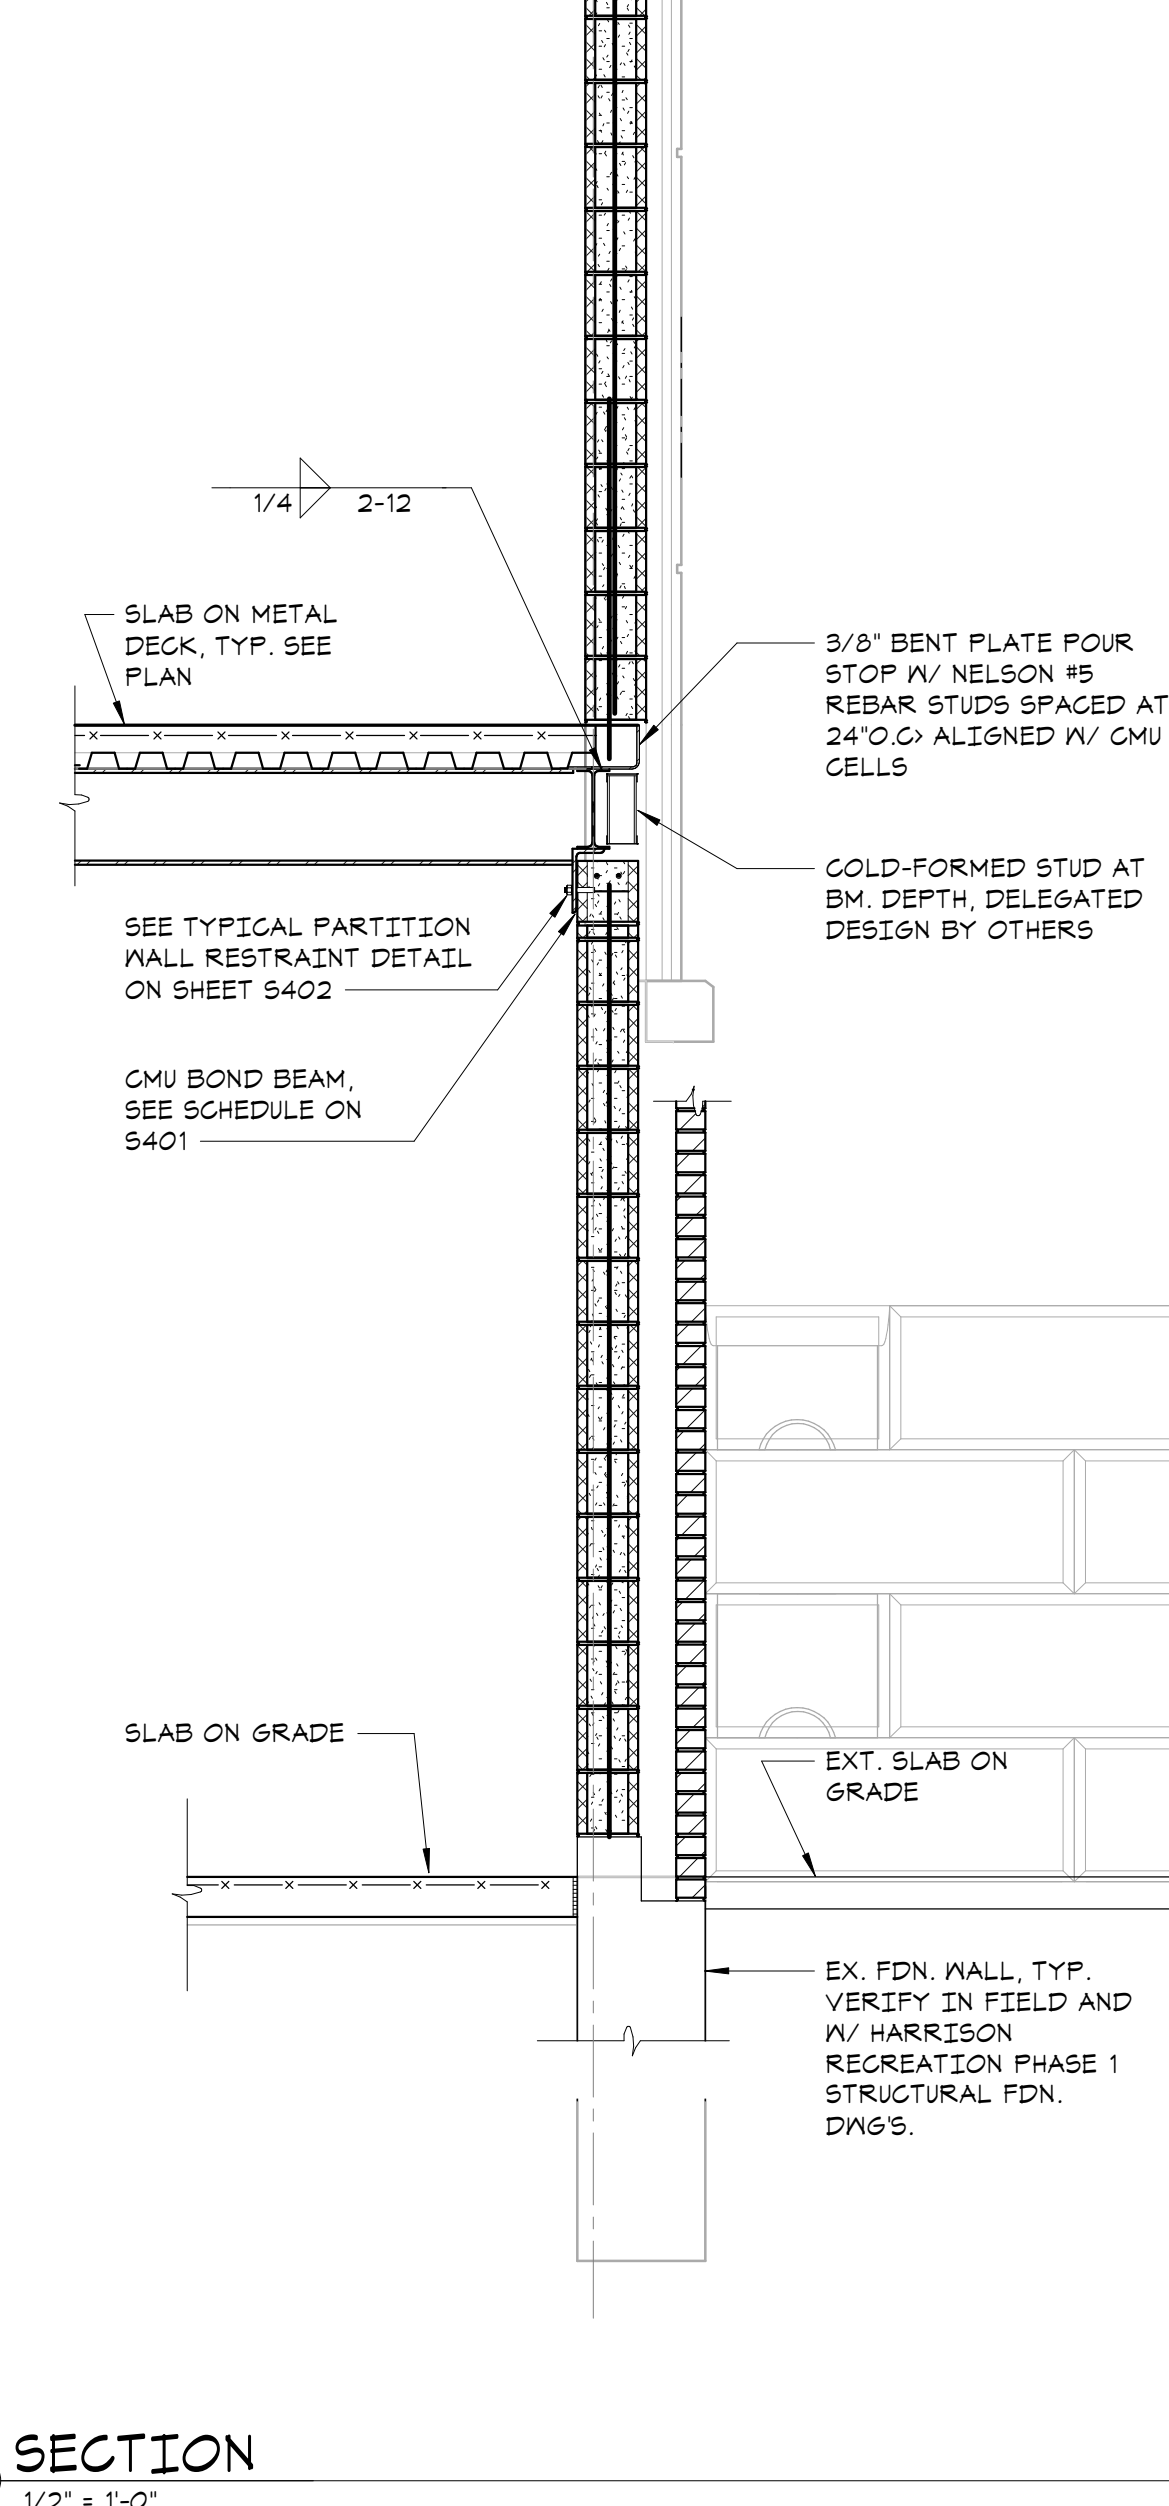 1/4
2-12
SLAB ON METAL
DECK, TYP. SEE
PLAN
3/8" BENT PLATE POUR
STOP W/ NELSON #5
REBAR STUDS SPACED AT
24"O.C> ALIGNED W/ CMU
CELLS
COLD-FORMED STUD AT
BM. DEPTH, DELEGATED
DESIGN BY OTHERS
SEE TYPICAL PARTITION
WALL RESTRAINT DETAIL
ON SHEET S402
CMU BOND BEAM,
SEE SCHEDULE ON
S401
SLAB ON GRADE
EXT. SLAB ON
GRADE
EX. FDN. WALL, TYP.
VERIFY IN FIELD AND
W/ HARRISON
RECREATION PHASE 1
STRUCTURAL FDN.
DWG'S.
SECTION
1/2" = 1'-0"